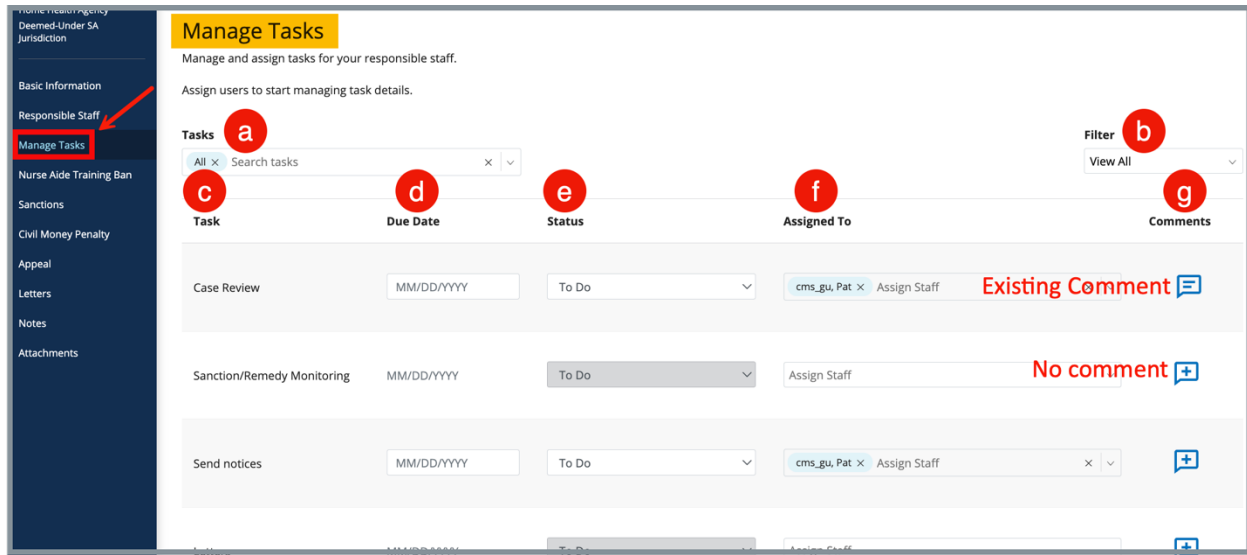 Home Health Agency
Deemed-Under SA
Jurisdiction
Basic Information
Responsible Staff
Manage Tasks
Nurse Aide Training Ban
Sanctions
Civil Money Penalty
Appeal
Letters
Notes
Attachments
Manage Tasks
Manage and assign tasks for your responsible staff.
Assign users to start managing task details.
Tasks a
Filter b
All × Search tasks
View All
c d e f g
Task Due Date Status Assigned To Comments
Case Review MM/DD/YYYY To Do cms_gu, Pat × Assign Staff Existing Comment
Sanction/Remedy Monitoring MM/DD/YYYY To Do Assign Staff No comment
Send notices MM/DD/YYYY To Do cms_gu, Pat × Assign Staff